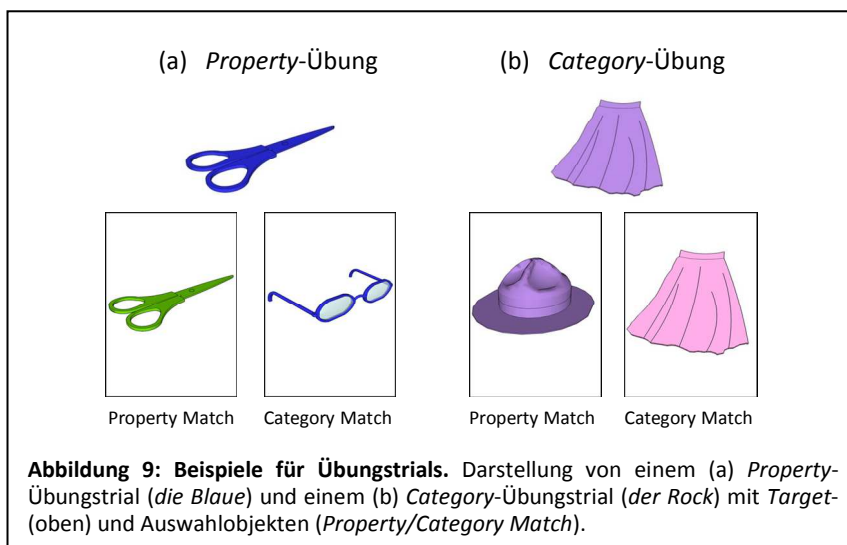 (a) Property-Übung
(b) Category-Übung
Property Match
Category Match
Property Match
Category Match
Abbildung 9: Beispiele für Übungstrials. Darstellung von einem (a) Property-
Übungstrial (die Blaue) und einem (b) Category-Übungstrial (der Rock) mit Target-
(oben) und Auswahlobjekten (Property/Category Match).